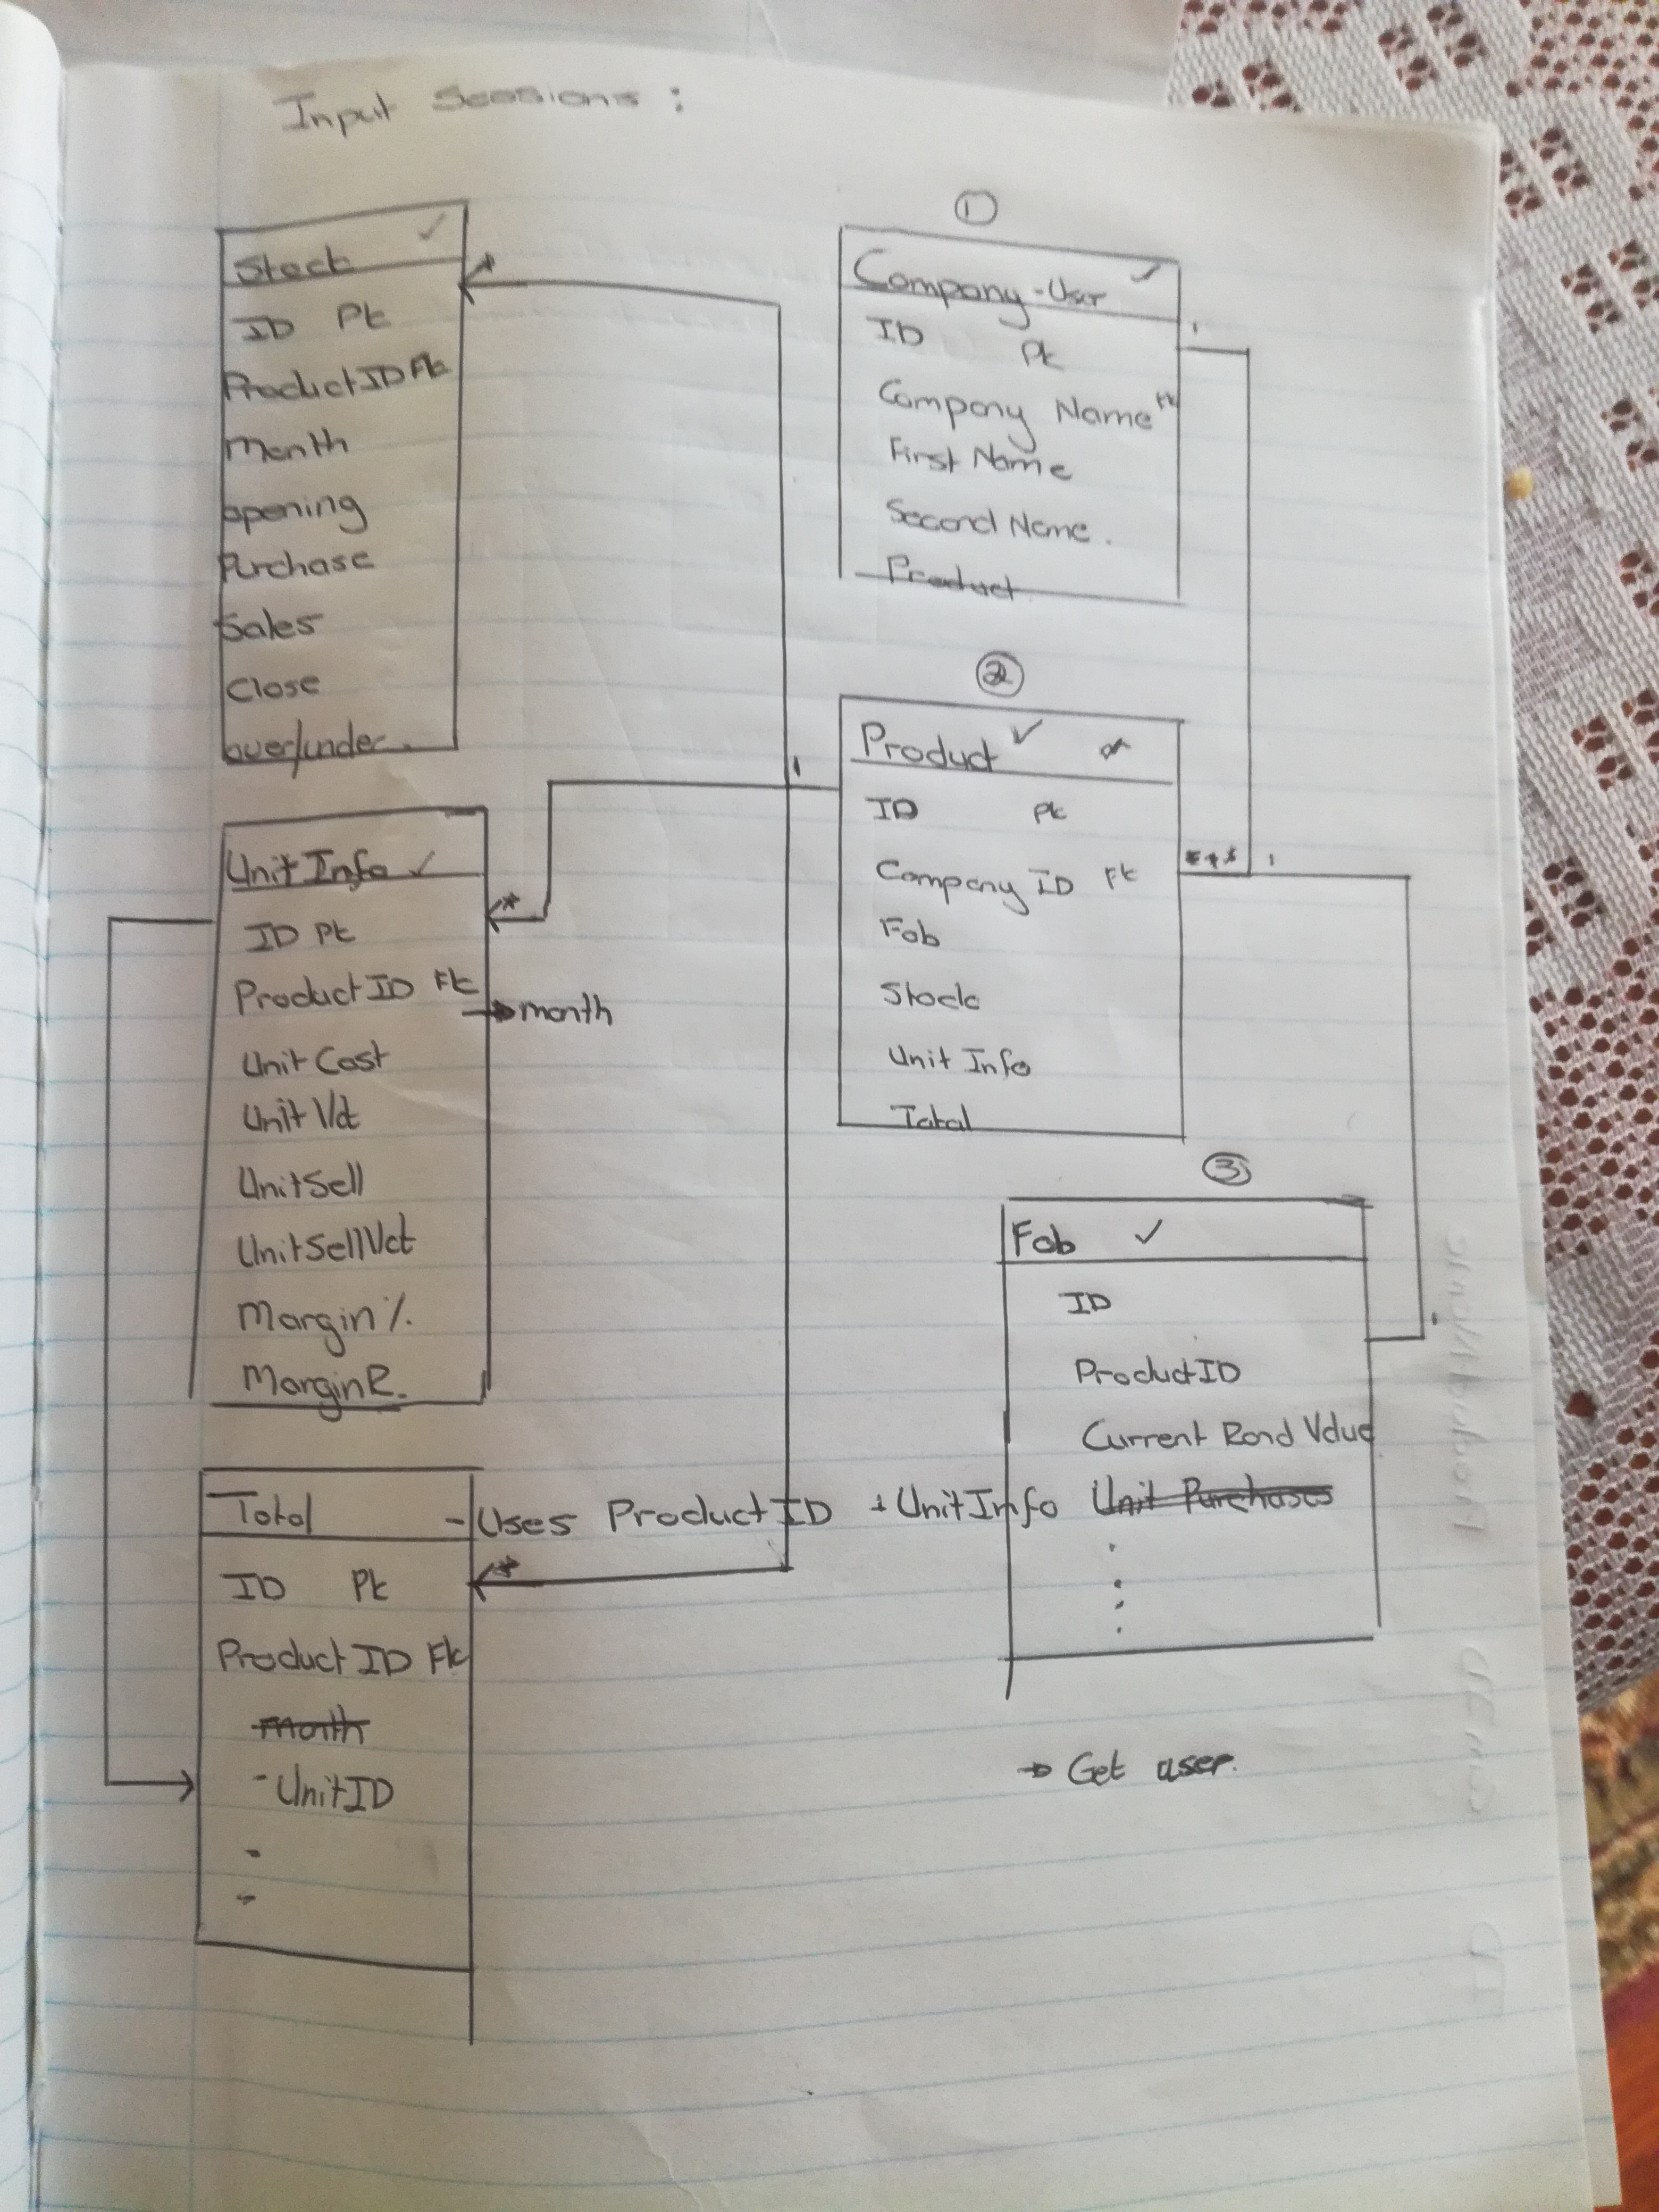 Input Sessions :
Stock ✓
ID Pk
ProductID Fk
Month
opening
Purchase
Sales
Close
over/under.
①
Company - User ✓
ID Pk
Company Name Fk
First Name
Second Name.
Product
②
Product ✓
ID Pk
Company ID Fk
Fob
Stock
Unit Info
Total
1
1
1
*
Unit Info ✓
ID Pk
ProductID Fk
→ month
Unit Cost
Unit Vat
UnitSell
UnitSellVat
Margin %.
MarginR.
*
③
Fob ✓
ID
ProductID
Current Rand Value
Unit Purchases
Total - Uses Product ID + UnitInfo
*
ID Pk
Product ID Fk
month
- UnitID
-
-
→ Get user.